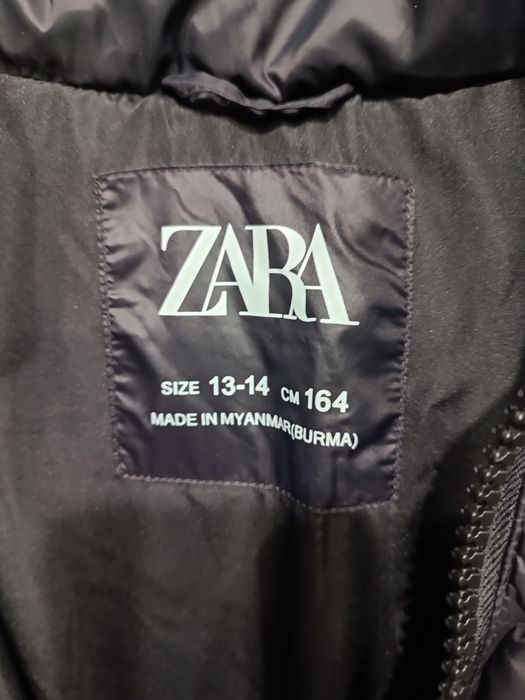 ZARA
SIZE 13-14 CM 164
MADE IN MYANMAR(BURMA)